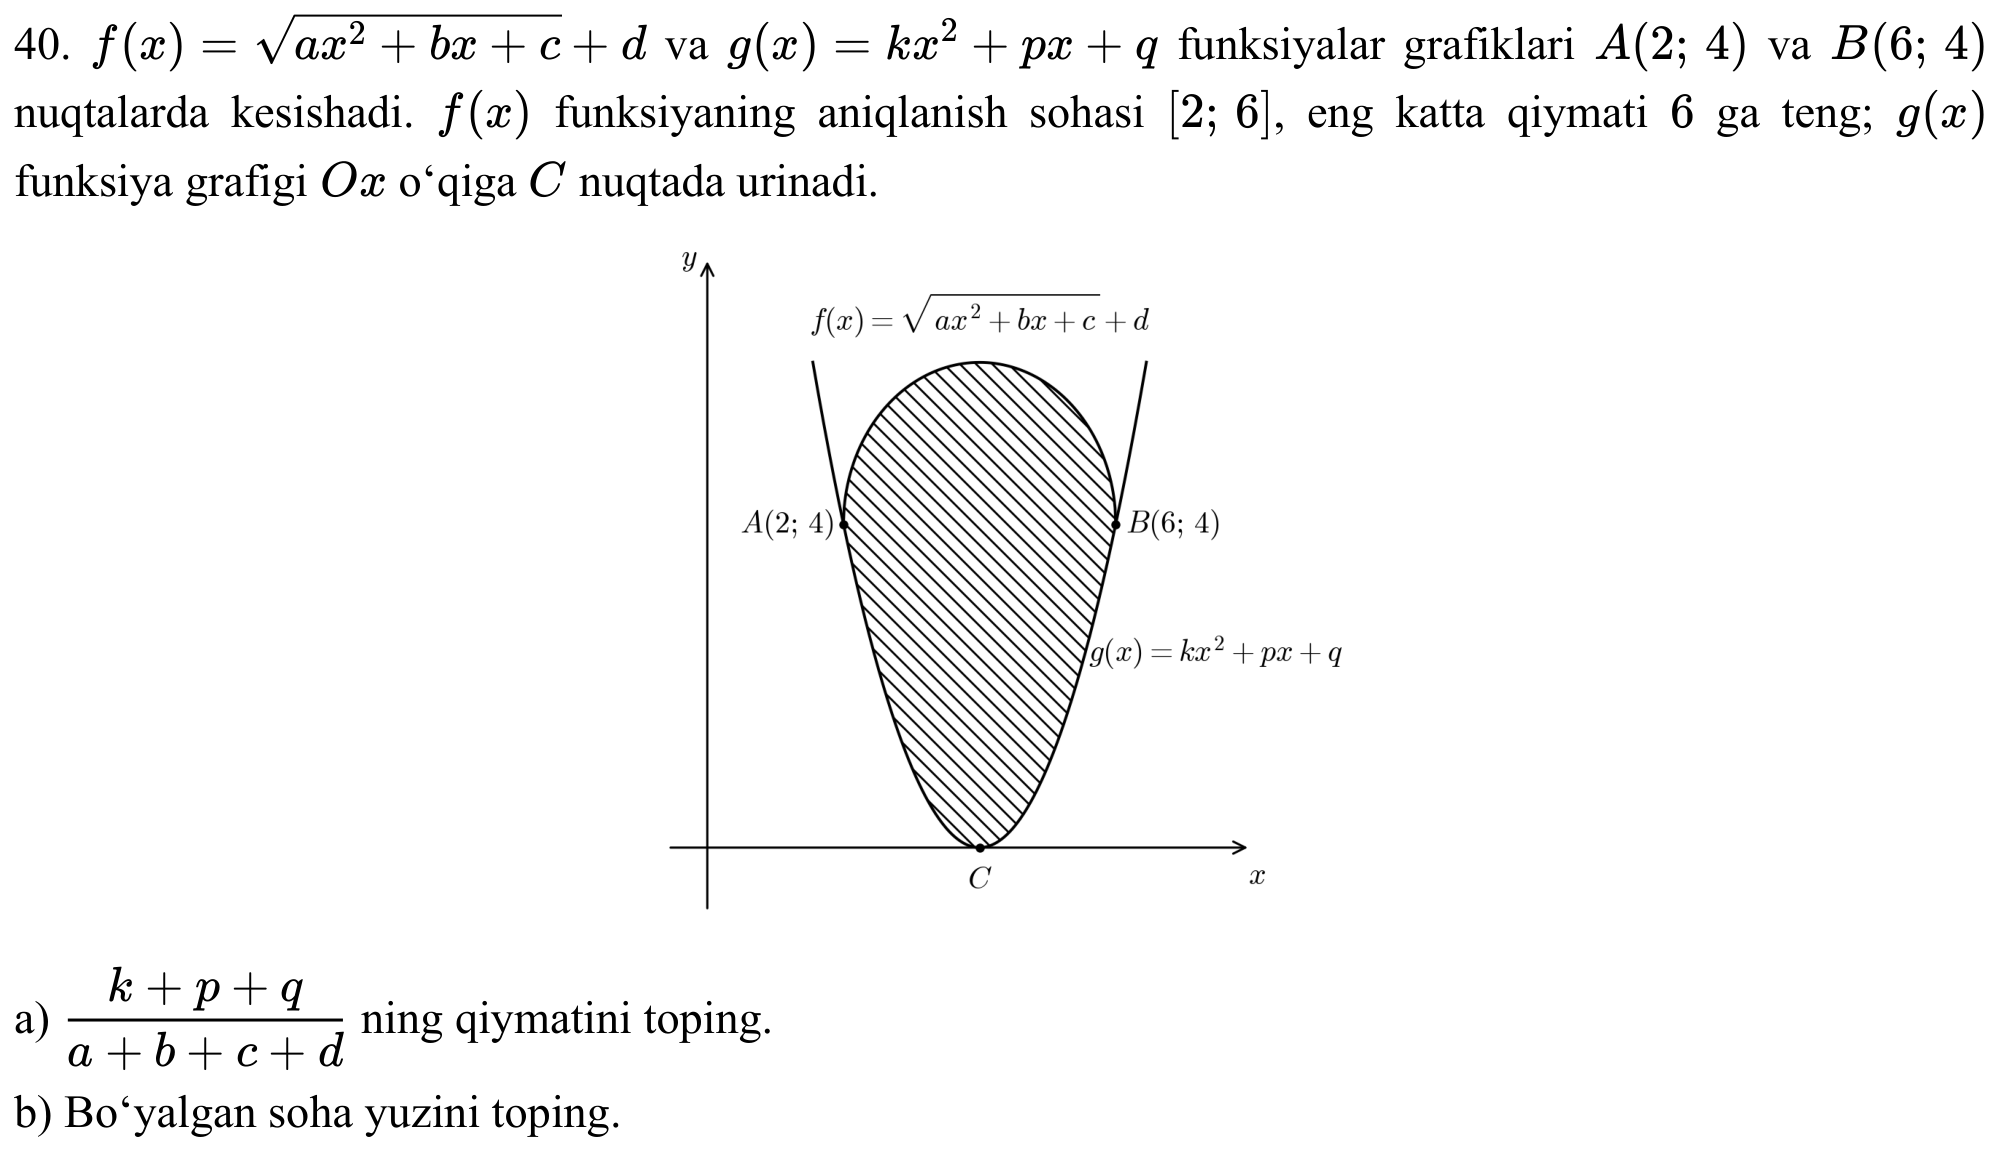 40. f(x) = √(ax² + bx + c) + d va g(x) = kx² + px + q funksiyalar grafiklari A(2; 4) va B(6; 4)
nuqtalarda kesishadi. f(x) funksiyaning aniqlanish sohasi [2; 6], eng katta qiymati 6 ga teng; g(x)
funksiya grafigi Ox o‘qiga C nuqtada urinadi.
y
f(x) = √(ax² + bx + c) + d
A(2; 4)
B(6; 4)
g(x) = kx² + px + q
C
x
a) (k + p + q)/(a + b + c + d) ning qiymatini toping.
b) Bo‘yalgan soha yuzini toping.